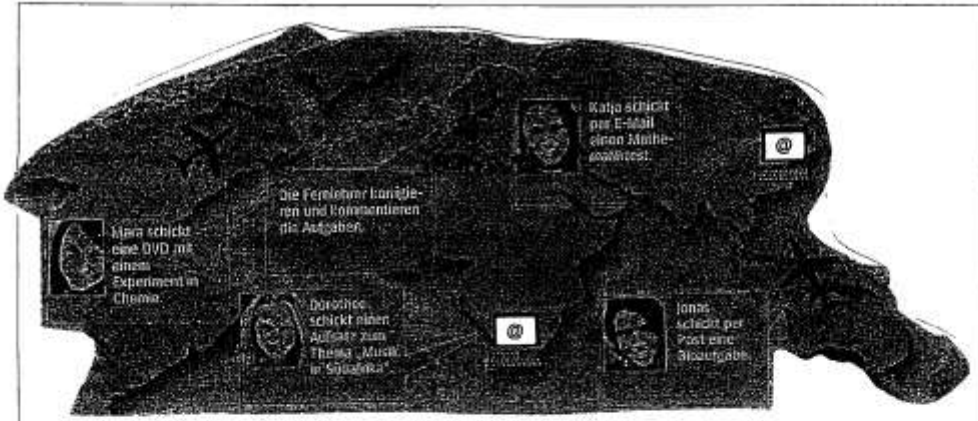 Katja schickt
per E-Mail
einen Mathe-
matiktest.
@
Die Fernlehrer korrigie-
ren und kommentieren
die Aufgaben.
Mara schickt
eine DVD mit
einem
Experiment in
Chemie.
Dorothee
schickt einen
Aufsatz zum
Thema „Musik
in Südafrika“.
@
Jonas
schickt per
Post eine
Bioaufgabe.